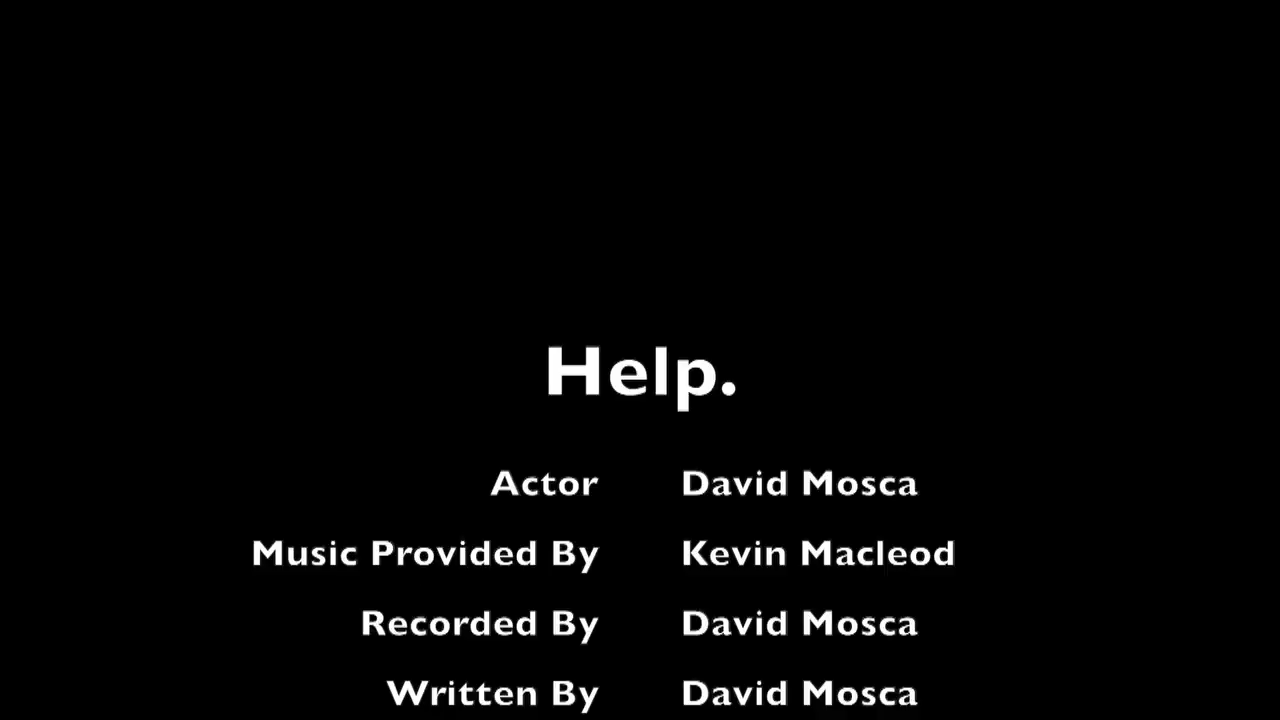 Help.
Actor David Mosca
Music Provided By Kevin Macleod
Recorded By David Mosca
Written By David Mosca